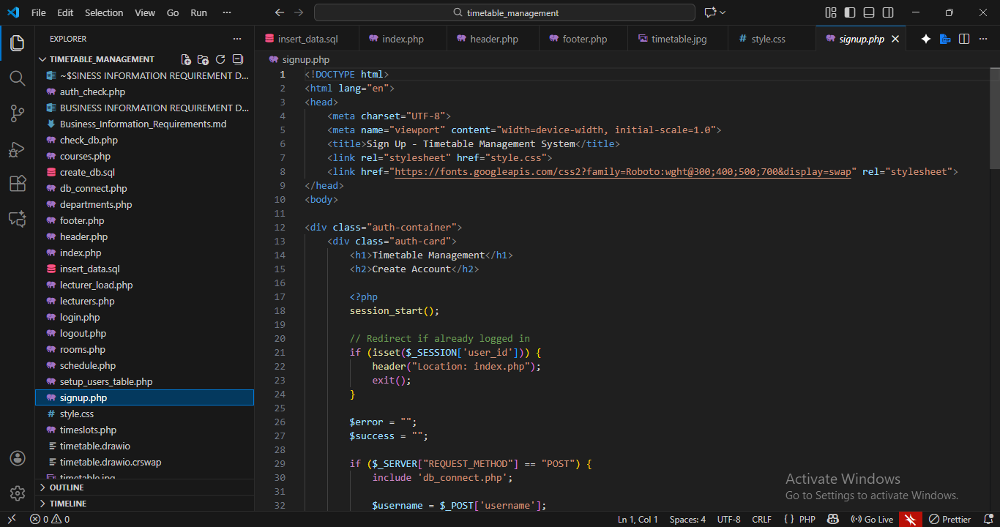 File Edit Selection View Go Run ··· timetable_management
EXPLORER ···
TIMETABLE_MANAGEMENT
~$SINESS INFORMATION REQUIREMENT D...
auth_check.php
BUSINESS INFORMATION REQUIREMENT D...
Business_Information_Requirements.md
check_db.php
courses.php
create_db.sql
db_connect.php
departments.php
footer.php
header.php
index.php
insert_data.sql
lecturer_load.php
lecturers.php
login.php
logout.php
rooms.php
schedule.php
setup_users_table.php
signup.php
style.css
timeslots.php
timetable.drawio
timetable.drawio.crswap
timetable.jpg
OUTLINE
TIMELINE
insert_data.sql index.php header.php footer.php timetable.jpg style.css signup.php ···
signup.php
1 <!DOCTYPE html>
2 <html lang="en">
3 <head>
4 <meta charset="UTF-8">
5 <meta name="viewport" content="width=device-width, initial-scale=1.0">
6 <title>Sign Up - Timetable Management System</title>
7 <link rel="stylesheet" href="style.css">
8 <link href="https://fonts.googleapis.com/css2?family=Roboto:wght@300;400;500;700&display=swap" rel="stylesheet">
9 </head>
10 <body>
11
12 <div class="auth-container">
13 <div class="auth-card">
14 <h1>Timetable Management</h1>
15 <h2>Create Account</h2>
16
17 <?php
18 session_start();
19
20 // Redirect if already logged in
21 if (isset($_SESSION['user_id'])) {
22 header("Location: index.php");
23 exit();
24 }
25
26 $error = "";
27 $success = "";
28
29 if ($_SERVER["REQUEST_METHOD"] == "POST") {
30 include 'db_connect.php';
31
32 $username = $_POST['username'];
Activate Windows
Go to Settings to activate Windows.
0 0 Ln 1, Col 1 Spaces: 4 UTF-8 CRLF { } PHP Go Live Prettier